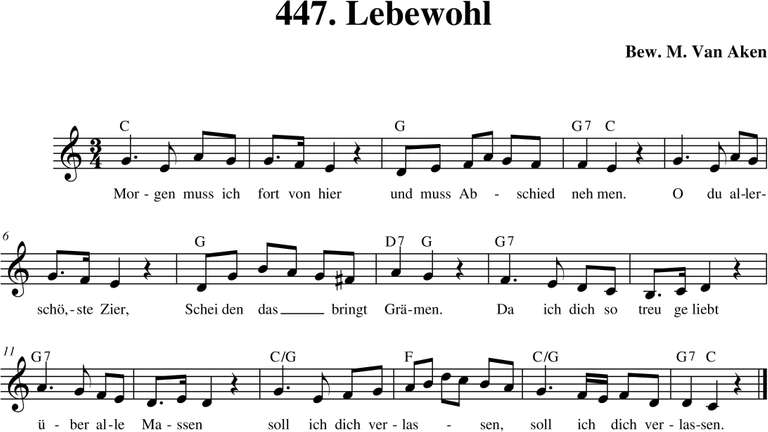 447. Lebewohl
Bew. M. Van Aken
C G G7 C
3
4
Mor - gen muss ich fort von hier und muss Ab - schied neh men. O du al-ler-
6 G D7 G G7
schö,-ste Zier, Schei den das bringt Grä-men. Da ich dich so treu ge liebt
11 G7 C/G F C/G G7 C
ü - ber al-le Ma - ssen soll ich dich ver - las - sen, soll ich dich ver-las-sen.